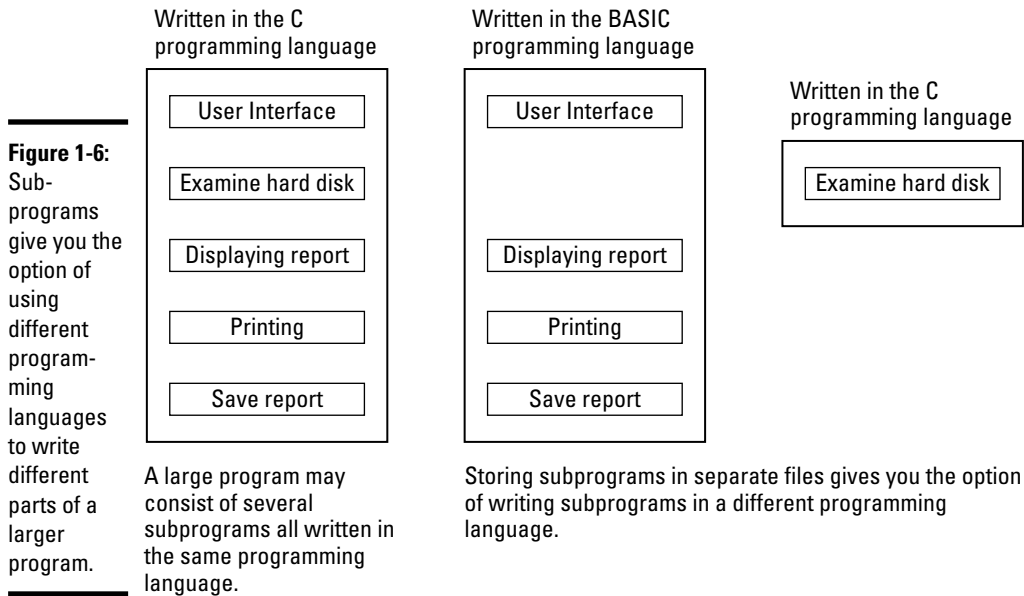 Written in the C
programming language
User Interface
Examine hard disk
Displaying report
Printing
Save report
Written in the BASIC
programming language
User Interface
Displaying report
Printing
Save report
Written in the C
programming language
Examine hard disk
Figure 1-6:
Sub-
programs
give you the
option of
using
different
program-
ming
languages
to write
different
parts of a
larger
program.
A large program may
consist of several
subprograms all written in
the same programming
language.
Storing subprograms in separate files gives you the option
of writing subprograms in a different programming
language.